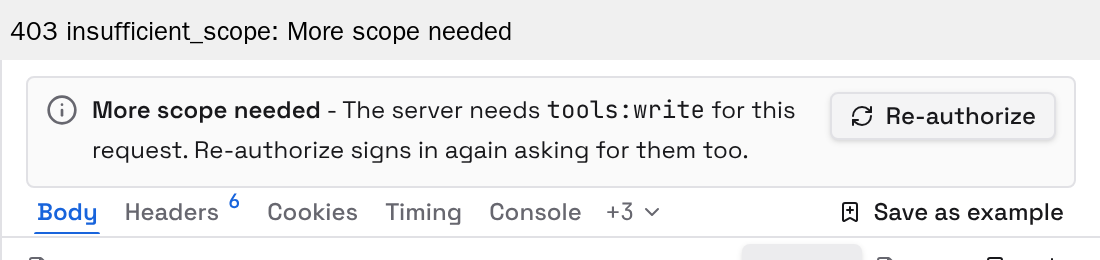 403 insufficient_scope: More scope needed
More scope needed - The server needs tools:write for this
request. Re-authorize signs in again asking for them too.
Re-authorize
Body Headers 6 Cookies Timing Console +3 Save as example